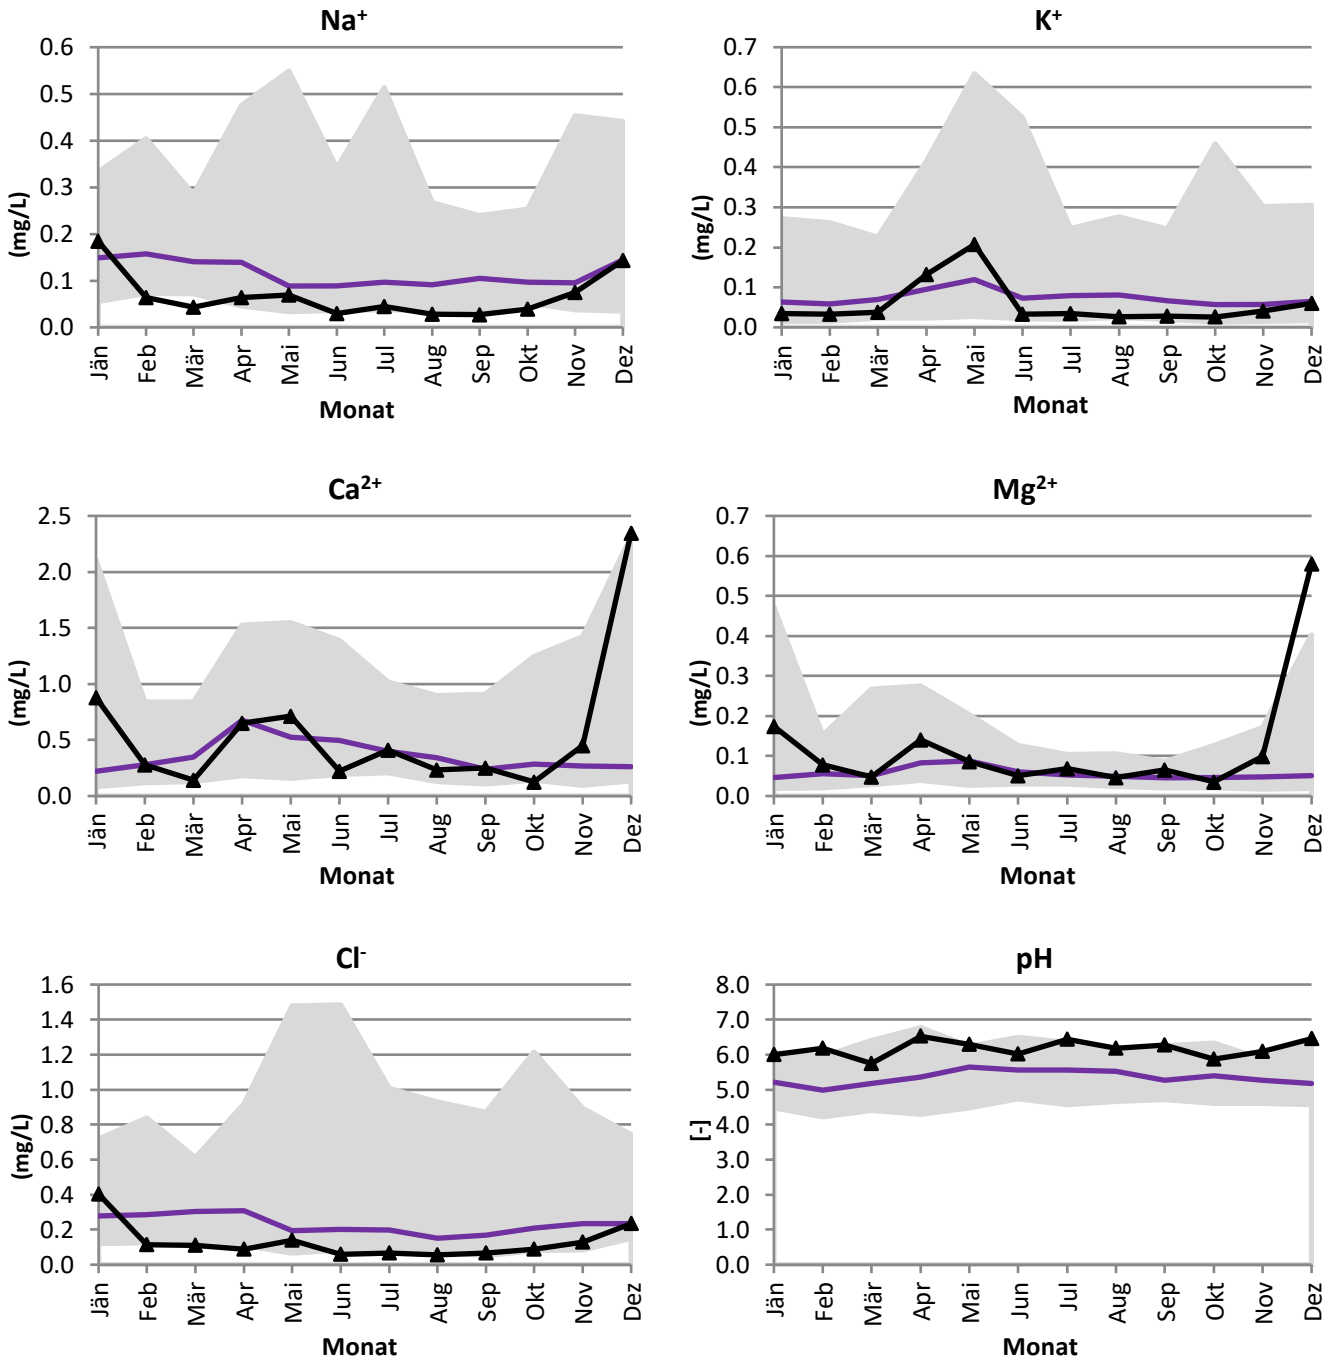 Na⁺
0.6
0.5
0.4
0.3
0.2
0.1
0.0
(mg/L)
Jän Feb Mär Apr Mai Jun Jul Aug Sep Okt Nov Dez
Monat
K⁺
0.7
0.6
0.5
0.4
0.3
0.2
0.1
0.0
(mg/L)
Jän Feb Mär Apr Mai Jun Jul Aug Sep Okt Nov Dez
Monat
Ca²⁺
2.5
2.0
1.5
1.0
0.5
0.0
(mg/L)
Jän Feb Mär Apr Mai Jun Jul Aug Sep Okt Nov Dez
Monat
Mg²⁺
0.7
0.6
0.5
0.4
0.3
0.2
0.1
0.0
(mg/L)
Jän Feb Mär Apr Mai Jun Jul Aug Sep Okt Nov Dez
Monat
Cl⁻
1.6
1.4
1.2
1.0
0.8
0.6
0.4
0.2
0.0
(mg/L)
Jän Feb Mär Apr Mai Jun Jul Aug Sep Okt Nov Dez
Monat
pH
8.0
7.0
6.0
5.0
4.0
3.0
2.0
1.0
0.0
[-]
Jän Feb Mär Apr Mai Jun Jul Aug Sep Okt Nov Dez
Monat